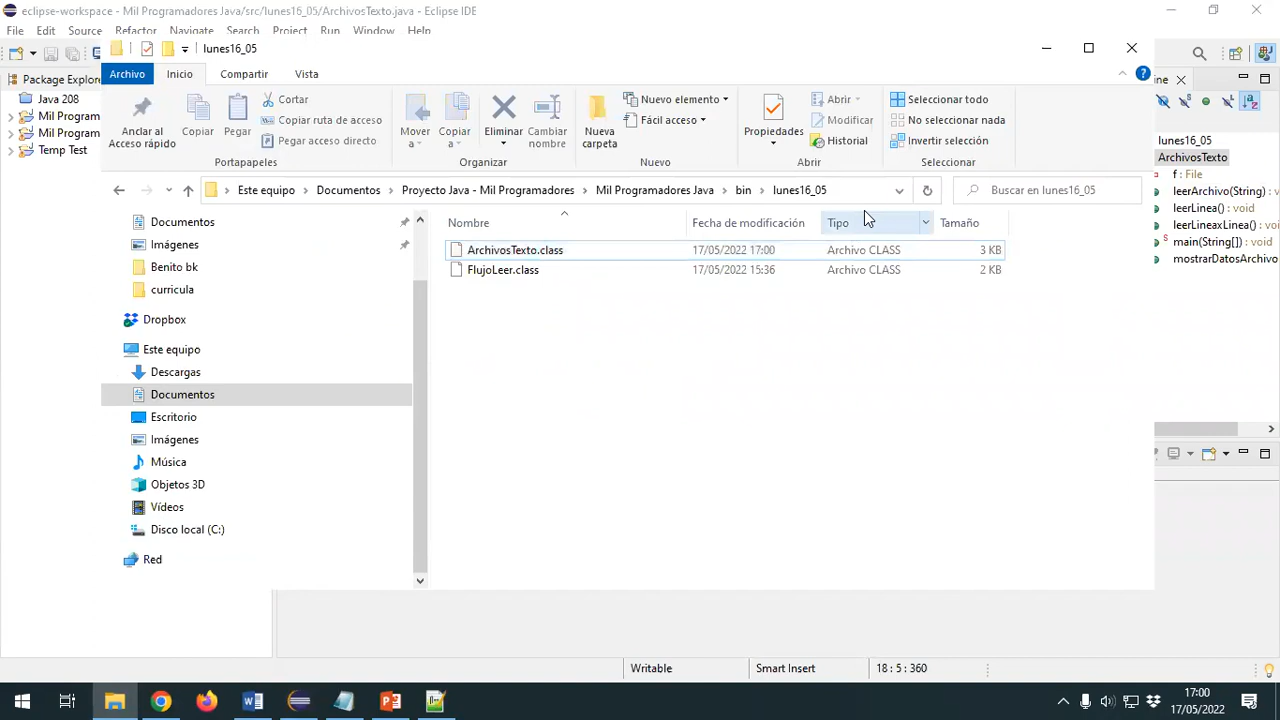 eclipse-workspace - Mil Programadores Java/src/lunes16_05/ArchivosTexto.java - Eclipse IDE
File Edit Source Refactor Navigate Search Project Run Window Help
lunes16_05
Archivo Inicio Compartir Vista
Anclar al Acceso rápido
Copiar
Pegar
Cortar
Copiar ruta de acceso
Pegar acceso directo
Portapapeles
Mover a
Copiar a
Eliminar
Cambiar nombre
Organizar
Nueva carpeta
Nuevo elemento
Fácil acceso
Nuevo
Propiedades
Abrir
Modificar
Historial
Abrir
Seleccionar todo
No seleccionar nada
Invertir selección
Seleccionar
Este equipo > Documentos > Proyecto Java - Mil Programadores > Mil Programadores Java > bin > lunes16_05
Buscar en lunes16_05
Package Explore
Java 208
Mil Program
Mil Program
Temp Test
Documentos
Imágenes
Benito bk
curricula
Dropbox
Este equipo
Descargas
Documentos
Escritorio
Imágenes
Música
Objetos 3D
Vídeos
Disco local (C:)
Red
Nombre Fecha de modificación Tipo Tamaño
ArchivosTexto.class 17/05/2022 17:00 Archivo CLASS 3 KB
FlujoLeer.class 17/05/2022 15:36 Archivo CLASS 2 KB
ine
lunes16_05
ArchivosTexto
f : File
leerArchivo(String) :
leerLinea() : void
leerLineaxLinea() : vo
main(String[]) : void
mostrarDatosArchivo
Writable Smart Insert 18 : 5 : 360
17:00
17/05/2022